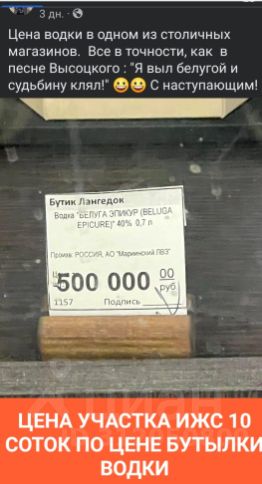 3 дн. ·
Цена водки в одном из столичных
магазинов. Все в точности, как в
песне Высоцкого : "Я выл белугой и
судьбину клял!" 😀😀 С наступающим!
Бутик Лангедок
Водка "БЕЛУГА ЭПИКУР (BELUGA
EPICURE)" 40% 0,7 л
Произв: РОССИЯ, АО "Мариинский ЛВЗ"
500 000 00
руб
1157 Подпись
ЦЕНА УЧАСТКА ИЖС 10
СОТОК ПО ЦЕНЕ БУТЫЛКИ
ВОДКИ